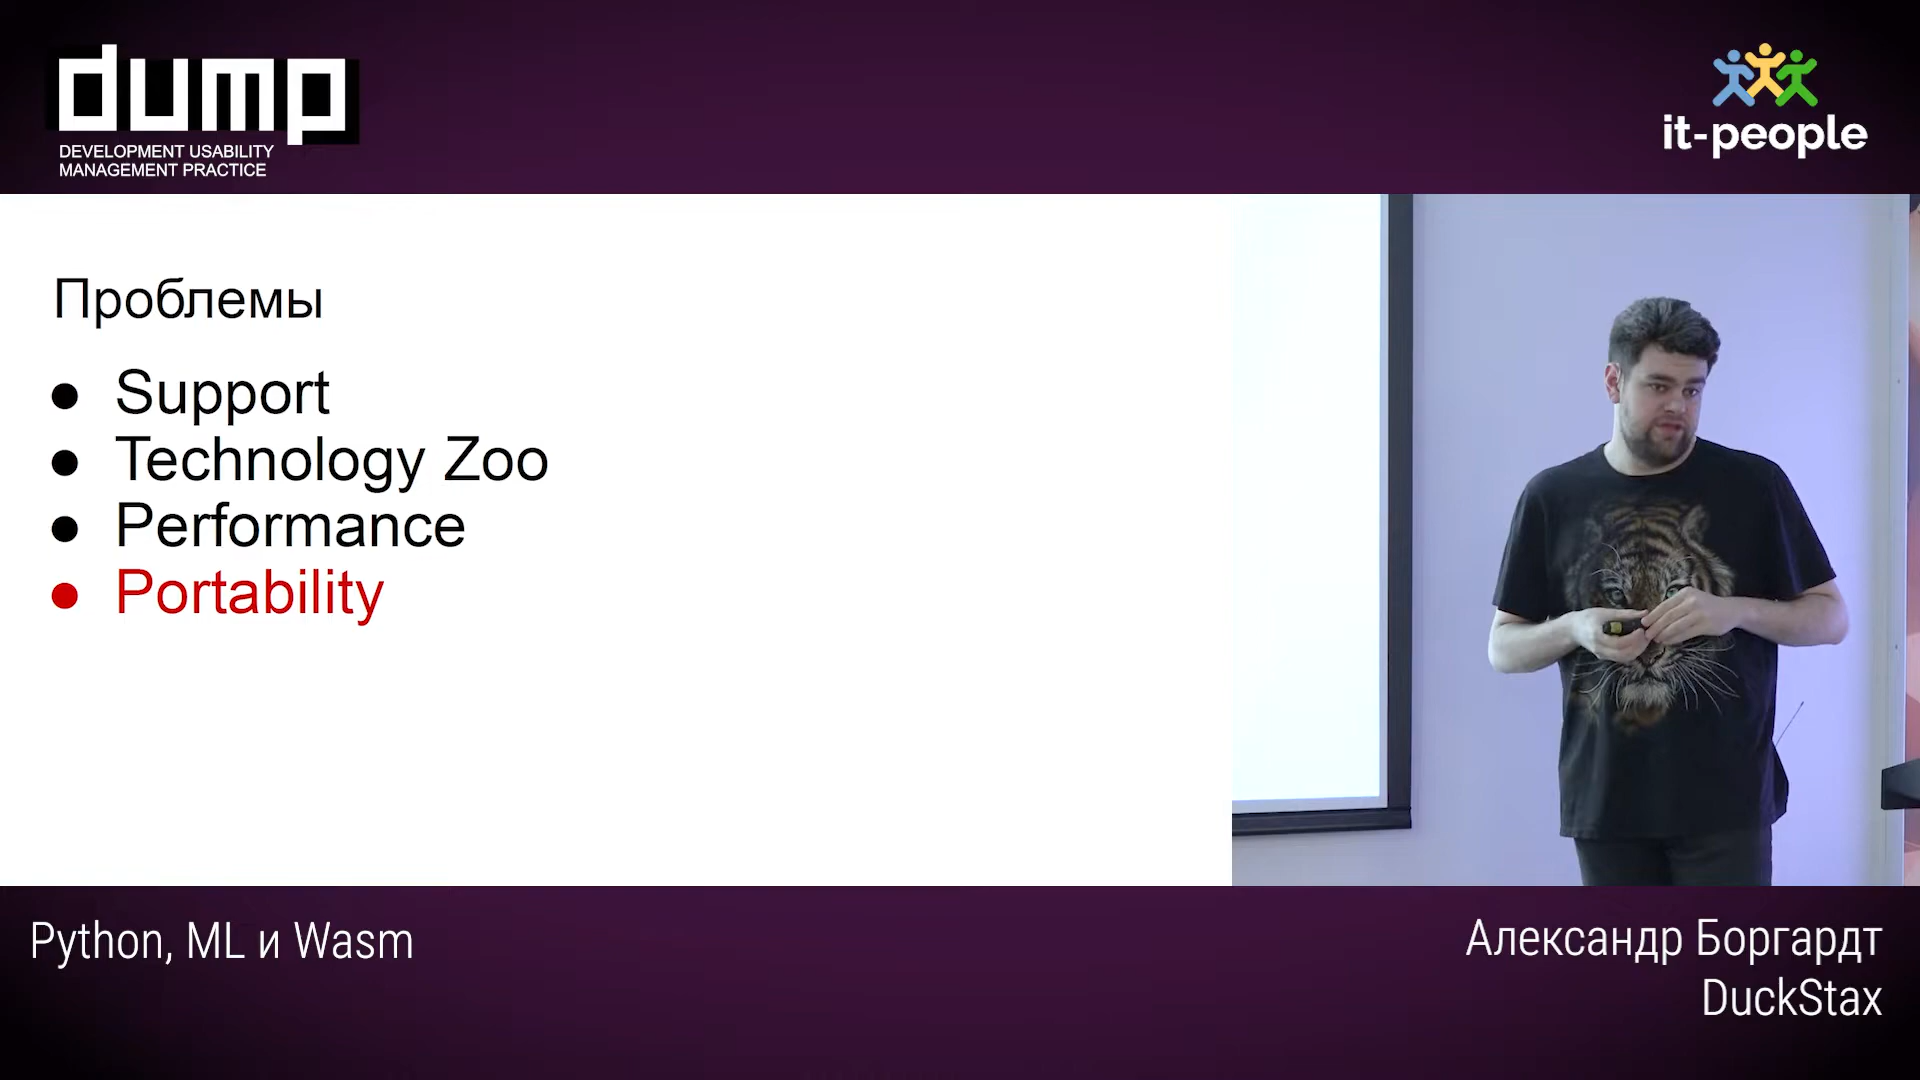 dump
DEVELOPMENT USABILITY
MANAGEMENT PRACTICE
it-people
Проблемы
● Support
● Technology Zoo
● Performance
● Portability
Python, ML и Wasm
Александр Боргардт
DuckStax